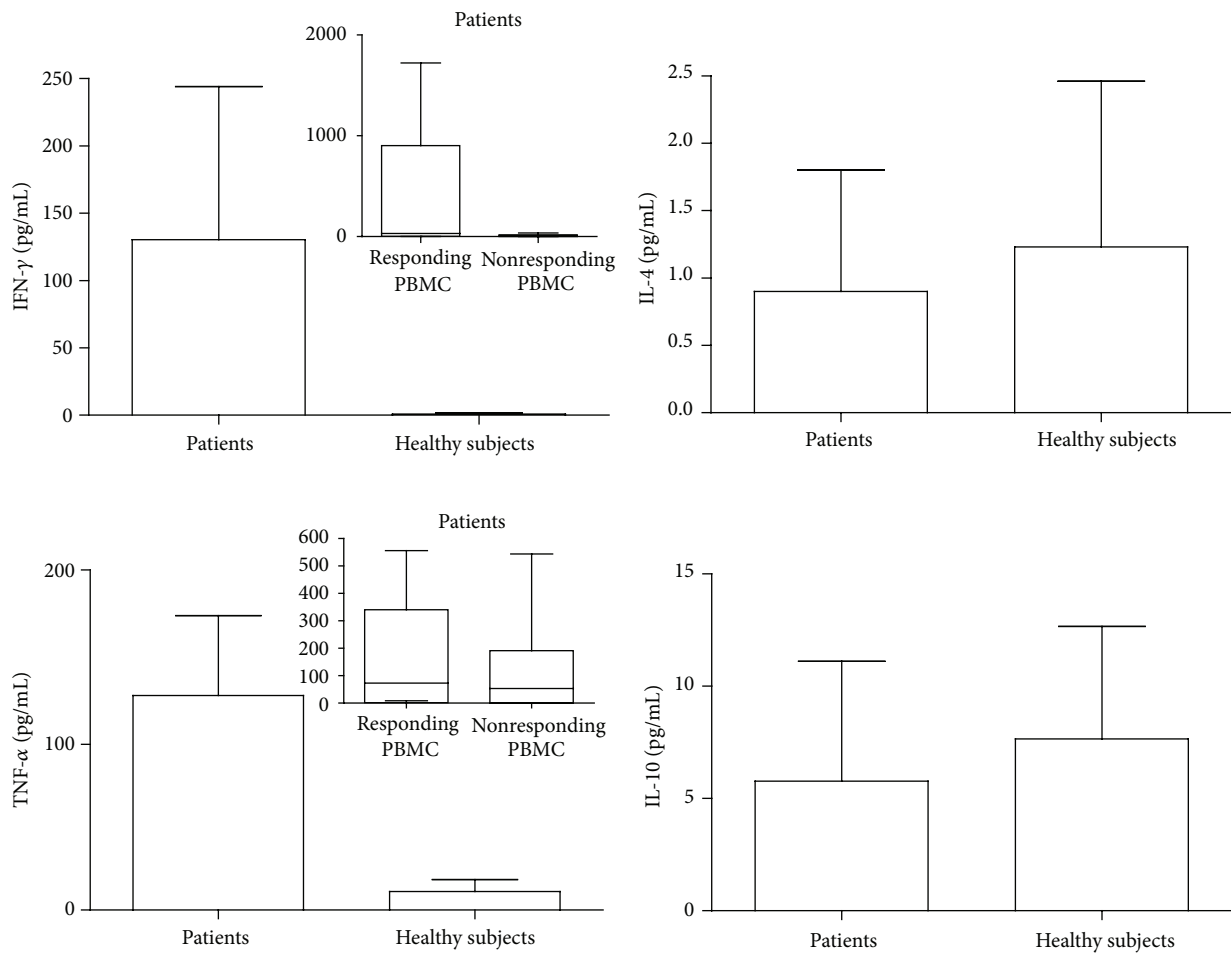 Patients
2000
1000
0
Responding
PBMC
Nonresponding
PBMC
250
200
150
100
50
0
IFN-γ (pg/mL)
Patients
Healthy subjects
2.5
2.0
1.5
1.0
0.5
0.0
IL-4 (pg/mL)
Patients
Healthy subjects
Patients
600
500
400
300
200
100
0
Responding
PBMC
Nonresponding
PBMC
200
100
0
TNF-α (pg/mL)
Patients
Healthy subjects
15
10
5
0
IL-10 (pg/mL)
Patients
Healthy subjects